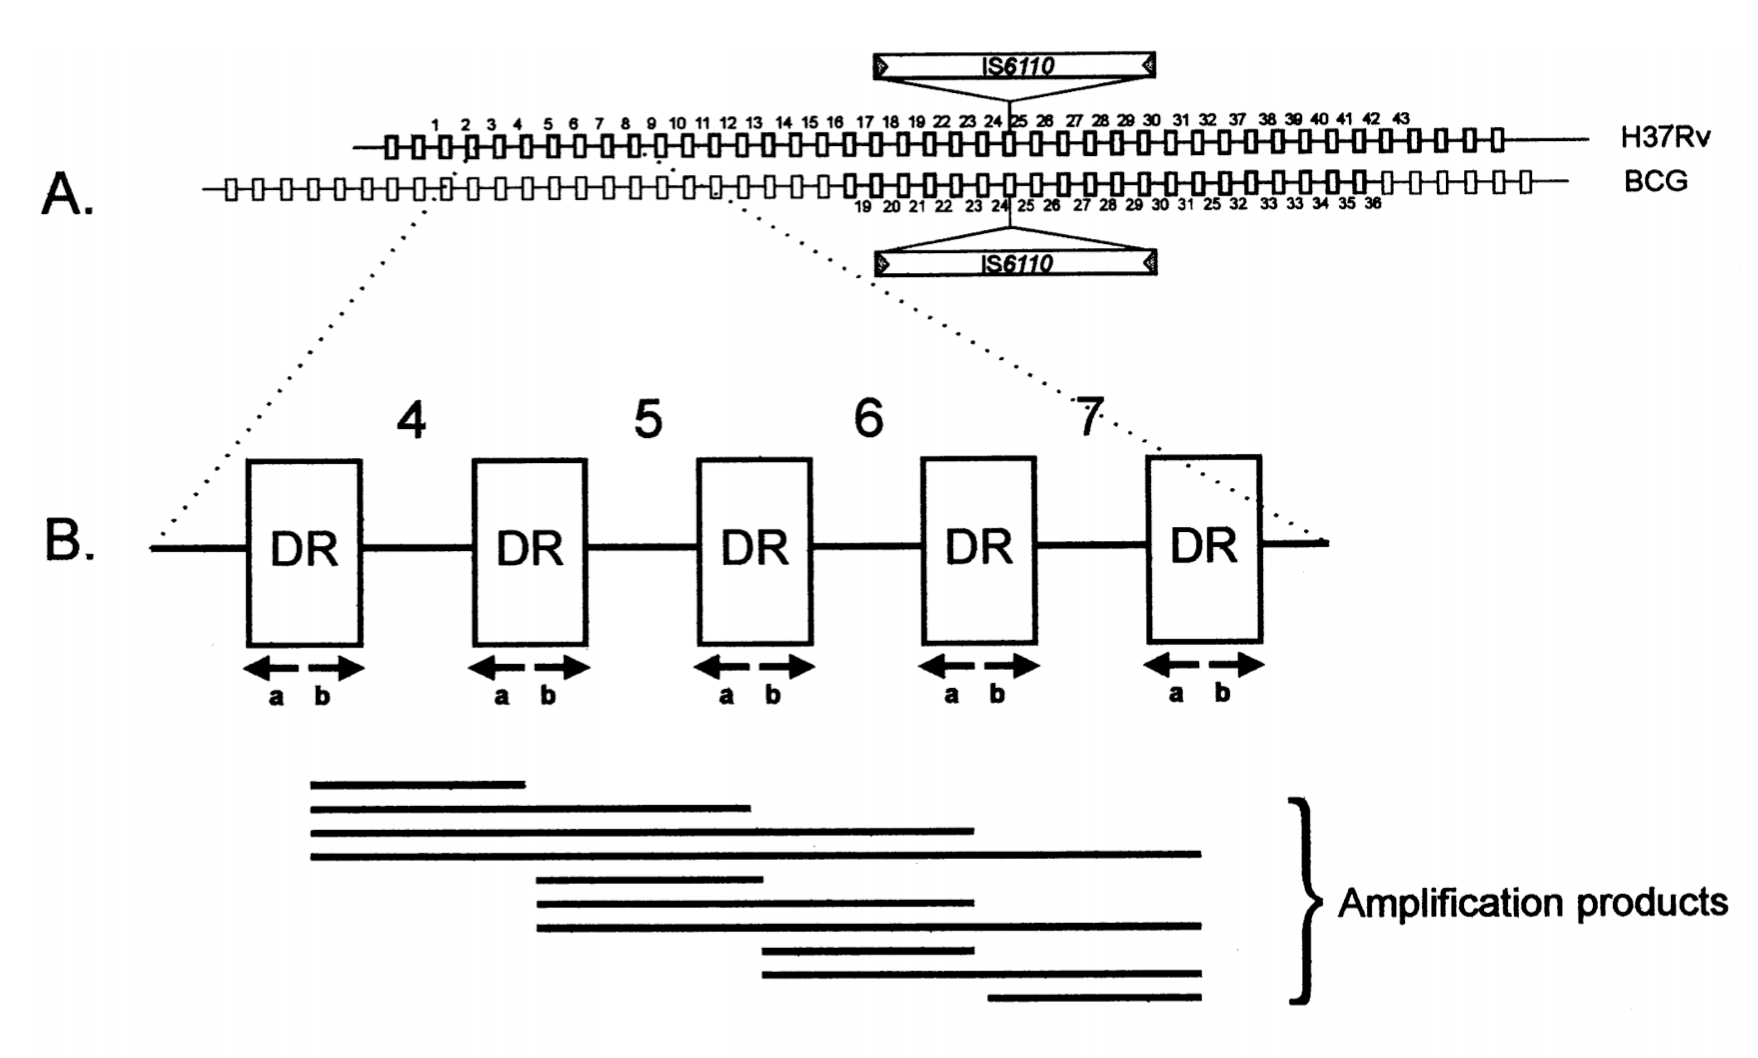 IS6110
1 2 3 4 5 6 7 8 9 10 11 12 13 14 15 16 17 18 19 22 23 24 25 26 27 28 29 30 31 32 37 38 39 40 41 42 43
H37Rv
A.
BCG
19 20 21 22 23 24 25 26 27 28 29 30 31 25 32 33 33 34 35 36
IS6110
4 5 6 7
B.
DR DR DR DR DR
a b a b a b a b a b
Amplification products